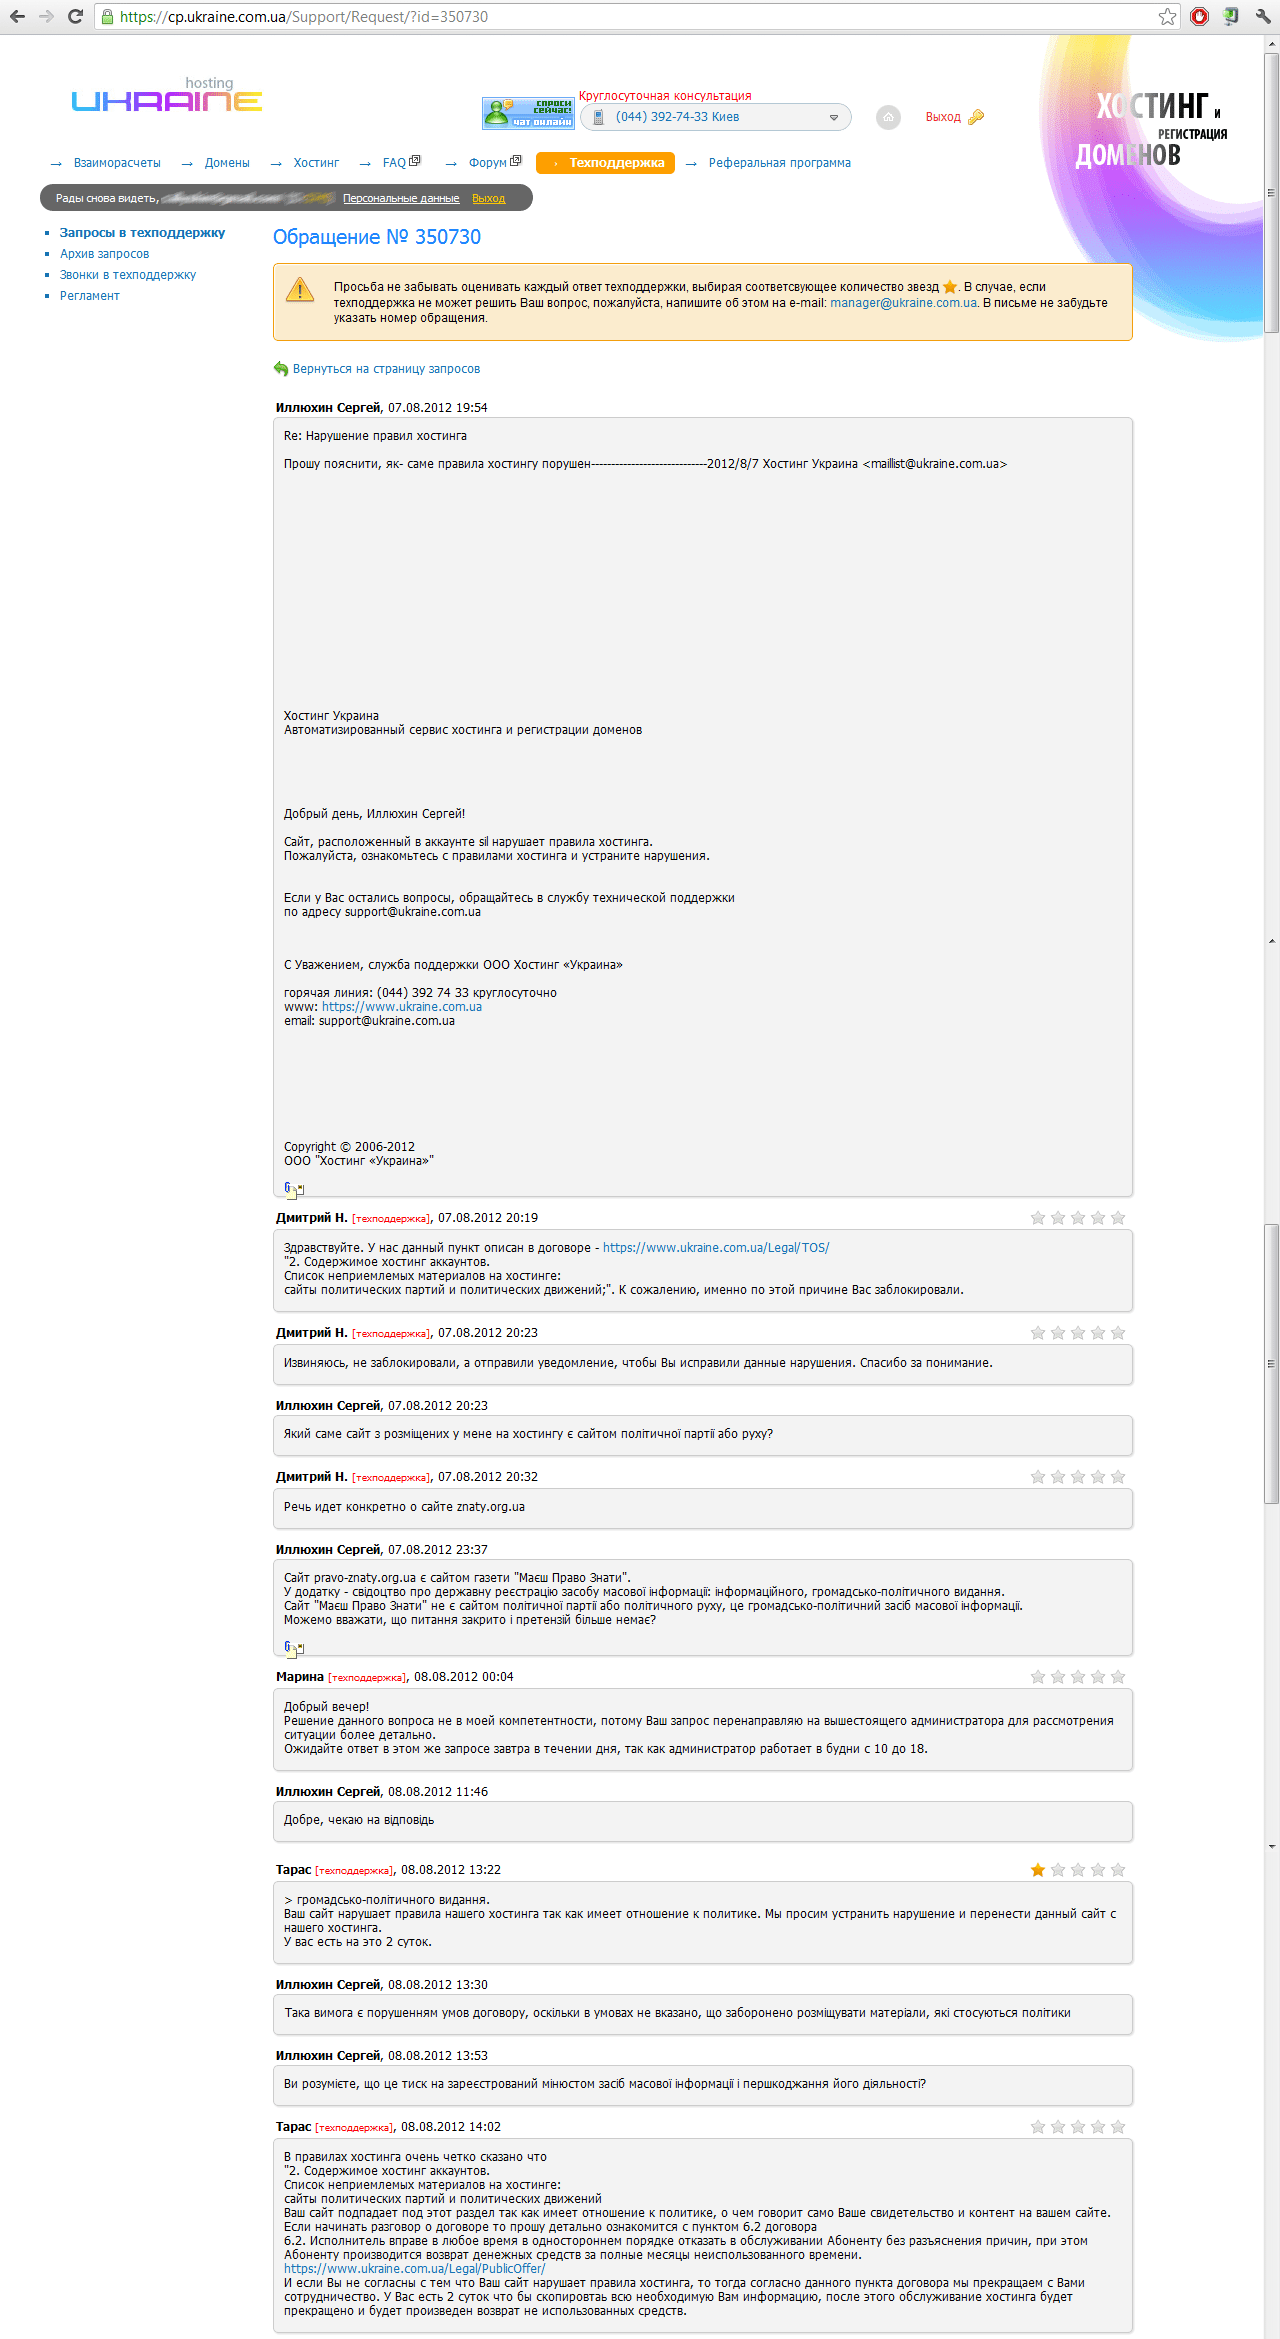 https://cp.ukraine.com.ua/Support/Request/?id=350730
hosting
UKRAINE
СПРОСИ
СЕЙЧАС!
ЧАТ ОНЛАЙН
Круглосуточная консультация
(044) 392-74-33 Киев
Выход
ХОСТИНГ и
РЕГИСТРАЦИЯ
ДОМЕНОВ
→ Взаиморасчеты → Домены → Хостинг → FAQ → Форум Техподдержка → Реферальная программа
Рады снова видеть, Персональные данные Выход
Запросы в техподдержку
Архив запросов
Звонки в техподдержку
Регламент
Обращение № 350730
Просьба не забывать оценивать каждый ответ техподдержки, выбирая соответсвующее количество звезд . В случае, если
техподдержка не может решить Ваш вопрос, пожалуйста, напишите об этом на e-mail: manager@ukraine.com.ua. В письме не забудьте
указать номер обращения.
Вернуться на страницу запросов
Иллюхин Сергей, 07.08.2012 19:54
Re: Нарушение правил хостинга
Прошу пояснити, як- саме правила хостингу порушен-----------------------------2012/8/7 Хостинг Украина <maillist@ukraine.com.ua>
Хостинг Украина
Автоматизированный сервис хостинга и регистрации доменов
Добрый день, Иллюхин Сергей!
Сайт, расположенный в аккаунте sil нарушает правила хостинга.
Пожалуйста, ознакомьтесь с правилами хостинга и устраните нарушения.
Если у Вас остались вопросы, обращайтесь в службу технической поддержки
по адресу support@ukraine.com.ua
С Уважением, служба поддержки ООО Хостинг «Украина»
горячая линия: (044) 392 74 33 круглосуточно
www: https://www.ukraine.com.ua
email: support@ukraine.com.ua
Copyright © 2006-2012
ООО "Хостинг «Украина»"
Дмитрий Н. [техподдержка], 07.08.2012 20:19
Здравствуйте. У нас данный пункт описан в договоре - https://www.ukraine.com.ua/Legal/TOS/
"2. Содержимое хостинг аккаунтов.
Список неприемлемых материалов на хостинге:
сайты политических партий и политических движений;". К сожалению, именно по этой причине Вас заблокировали.
Дмитрий Н. [техподдержка], 07.08.2012 20:23
Извиняюсь, не заблокировали, а отправили уведомление, чтобы Вы исправили данные нарушения. Спасибо за понимание.
Иллюхин Сергей, 07.08.2012 20:23
Який саме сайт з розміщених у мене на хостингу є сайтом політичної партії або руху?
Дмитрий Н. [техподдержка], 07.08.2012 20:32
Речь идет конкретно о сайте znaty.org.ua
Иллюхин Сергей, 07.08.2012 23:37
Сайт pravo-znaty.org.ua є сайтом газети "Маєш Право Знати".
У додатку - свідоцтво про державну реєстрацію засобу масової інформації: інформаційного, громадсько-політичного видання.
Сайт "Маєш Право Знати" не є сайтом політичної партії або політичного руху, це громадсько-політичний засіб масової інформації.
Можемо вважати, що питання закрито і претензій більше немає?
Марина [техподдержка], 08.08.2012 00:04
Добрый вечер!
Решение данного вопроса не в моей компетентности, потому Ваш запрос перенаправляю на вышестоящего администратора для рассмотрения
ситуации более детально.
Ожидайте ответ в этом же запросе завтра в течении дня, так как администратор работает в будни с 10 до 18.
Иллюхин Сергей, 08.08.2012 11:46
Добре, чекаю на відповідь
Тарас [техподдержка], 08.08.2012 13:22
> громадсько-політичного видання.
Ваш сайт нарушает правила нашего хостинга так как имеет отношение к политике. Мы просим устранить нарушение и перенести данный сайт с
нашего хостинга.
У вас есть на это 2 суток.
Иллюхин Сергей, 08.08.2012 13:30
Така вимога є порушенням умов договору, оскільки в умовах не вказано, що заборонено розміщувати матеріали, які стосуються політики
Иллюхин Сергей, 08.08.2012 13:53
Ви розумієте, що це тиск на зареєстрований мінюстом засіб масової інформації і першкоджання його діяльності?
Тарас [техподдержка], 08.08.2012 14:02
В правилах хостинга очень четко сказано что
"2. Содержимое хостинг аккаунтов.
Список неприемлемых материалов на хостинге:
сайты политических партий и политических движений
Ваш сайт подпадает под этот раздел так как имеет отношение к политике, о чем говорит само Ваше свидетельство и контент на вашем сайте.
Если начинать разговор о договоре то прошу детально ознакомится с пунктом 6.2 договора
6.2. Исполнитель вправе в любое время в одностороннем порядке отказать в обслуживании Абоненту без разъяснения причин, при этом
Абоненту производится возврат денежных средств за полные месяцы неиспользованного времени.
https://www.ukraine.com.ua/Legal/PublicOffer/
И если Вы не согласны с тем что Ваш сайт нарушает правила хостинга, то тогда согласно данного пункта договора мы прекращаем с Вами
сотрудничество. У Вас есть 2 суток что бы скопировтаь всю необходимую Вам информацию, после этого обслуживание хостинга будет
прекращено и будет произведен возврат не использованных средств.